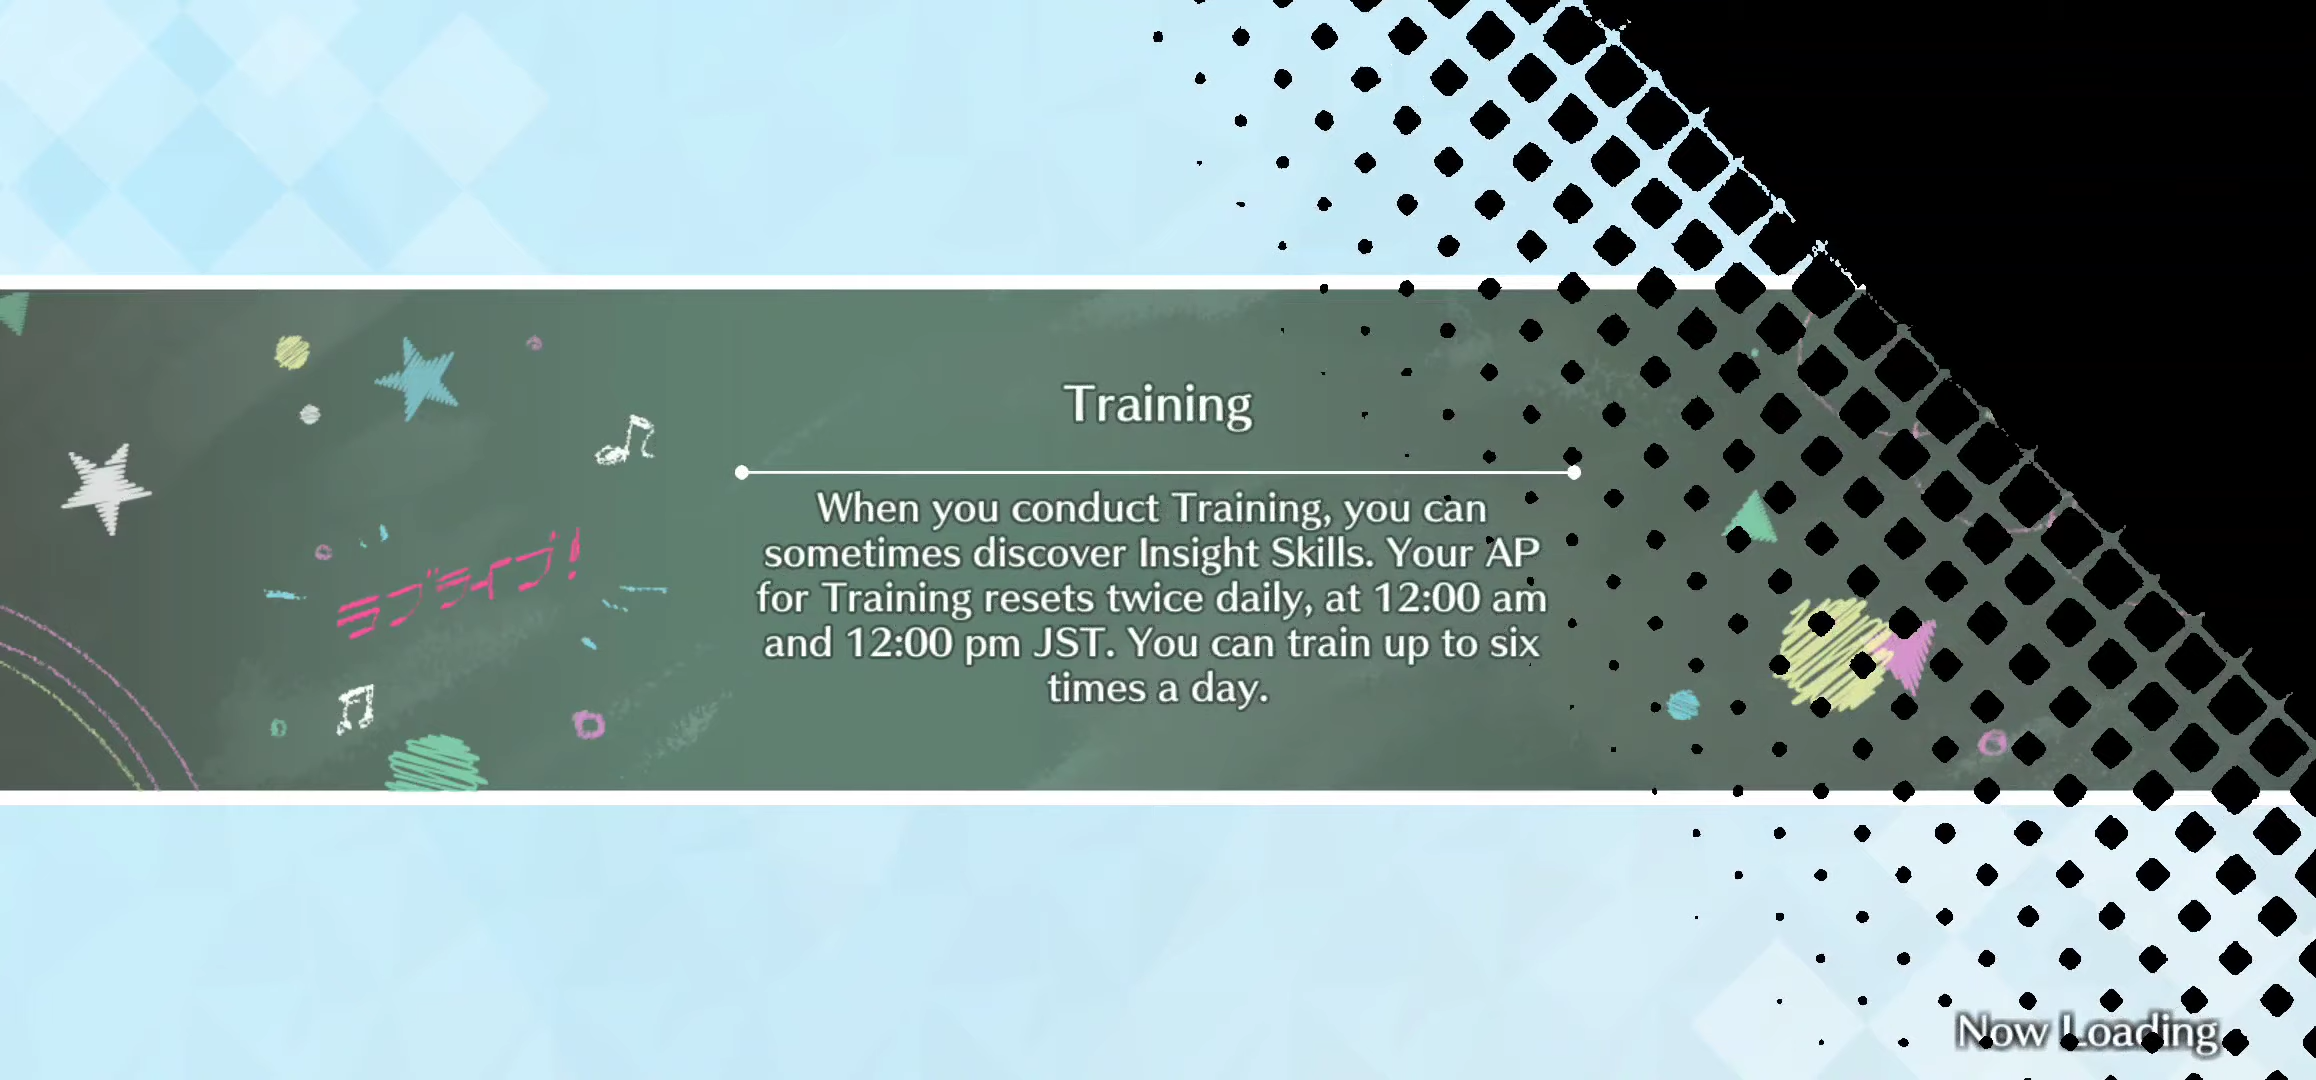 Training
When you conduct Training, you can
sometimes discover Insight Skills. Your AP
for Training resets twice daily, at 12:00 am
and 12:00 pm JST. You can train up to six
times a day.
ラブライブ!
Now Loading